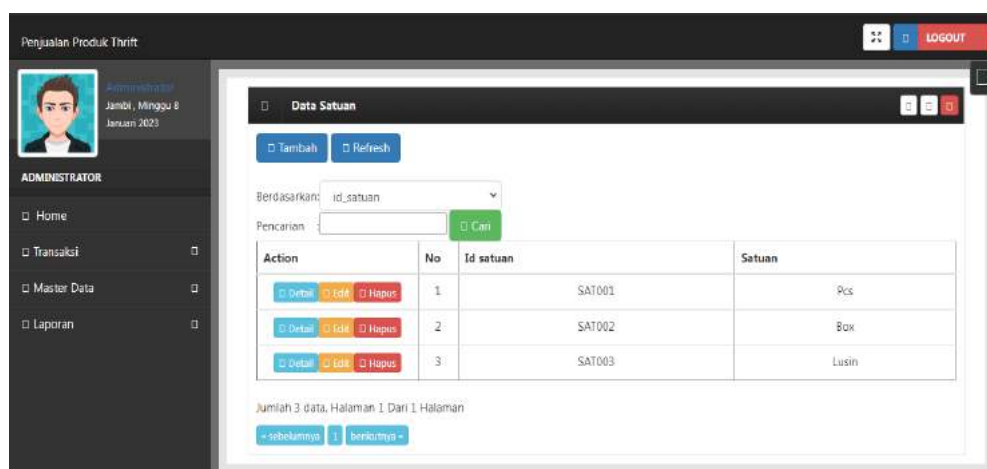 Penjualan Produk Thrift
LOGOUT
Administrator
Jambi , Minggu 8
Januari 2023
ADMINISTRATOR
Home
Transaksi
Master Data
Laporan
Data Satuan
Tambah Refresh
Berdasarkan: id_satuan
Pencarian : Cari
Action No Id satuan Satuan
Detail Edit Hapus 1 SAT001 Pcs
Detail Edit Hapus 2 SAT002 Box
Detail Edit Hapus 3 SAT003 Lusin
Jumlah 3 data, Halaman 1 Dari 1 Halaman
« sebelumnya 1 berikutnya »